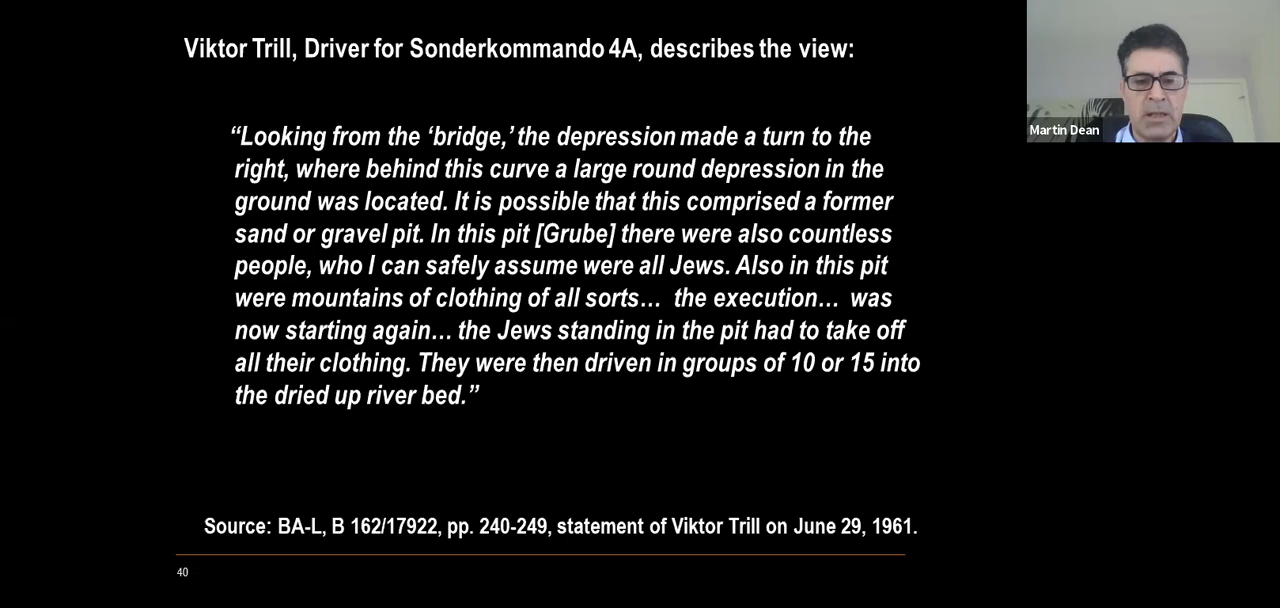 Viktor Trill, Driver for Sonderkommando 4A, describes the view:
Martin Dean
“Looking from the ‘bridge,’ the depression made a turn to the
right, where behind this curve a large round depression in the
ground was located. It is possible that this comprised a former
sand or gravel pit. In this pit [Grube] there were also countless
people, who I can safely assume were all Jews. Also in this pit
were mountains of clothing of all sorts… the execution… was
now starting again… the Jews standing in the pit had to take off
all their clothing. They were then driven in groups of 10 or 15 into
the dried up river bed.”
Source: BA-L, B 162/17922, pp. 240-249, statement of Viktor Trill on June 29, 1961.
40